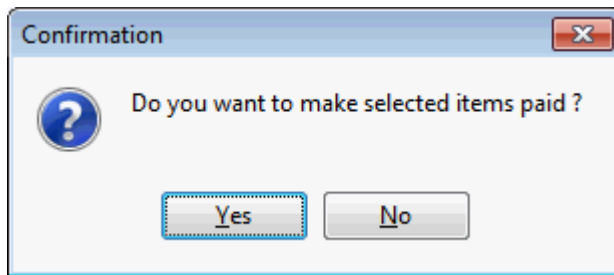 Confirmation
Do you want to make selected items paid ?
Yes
No